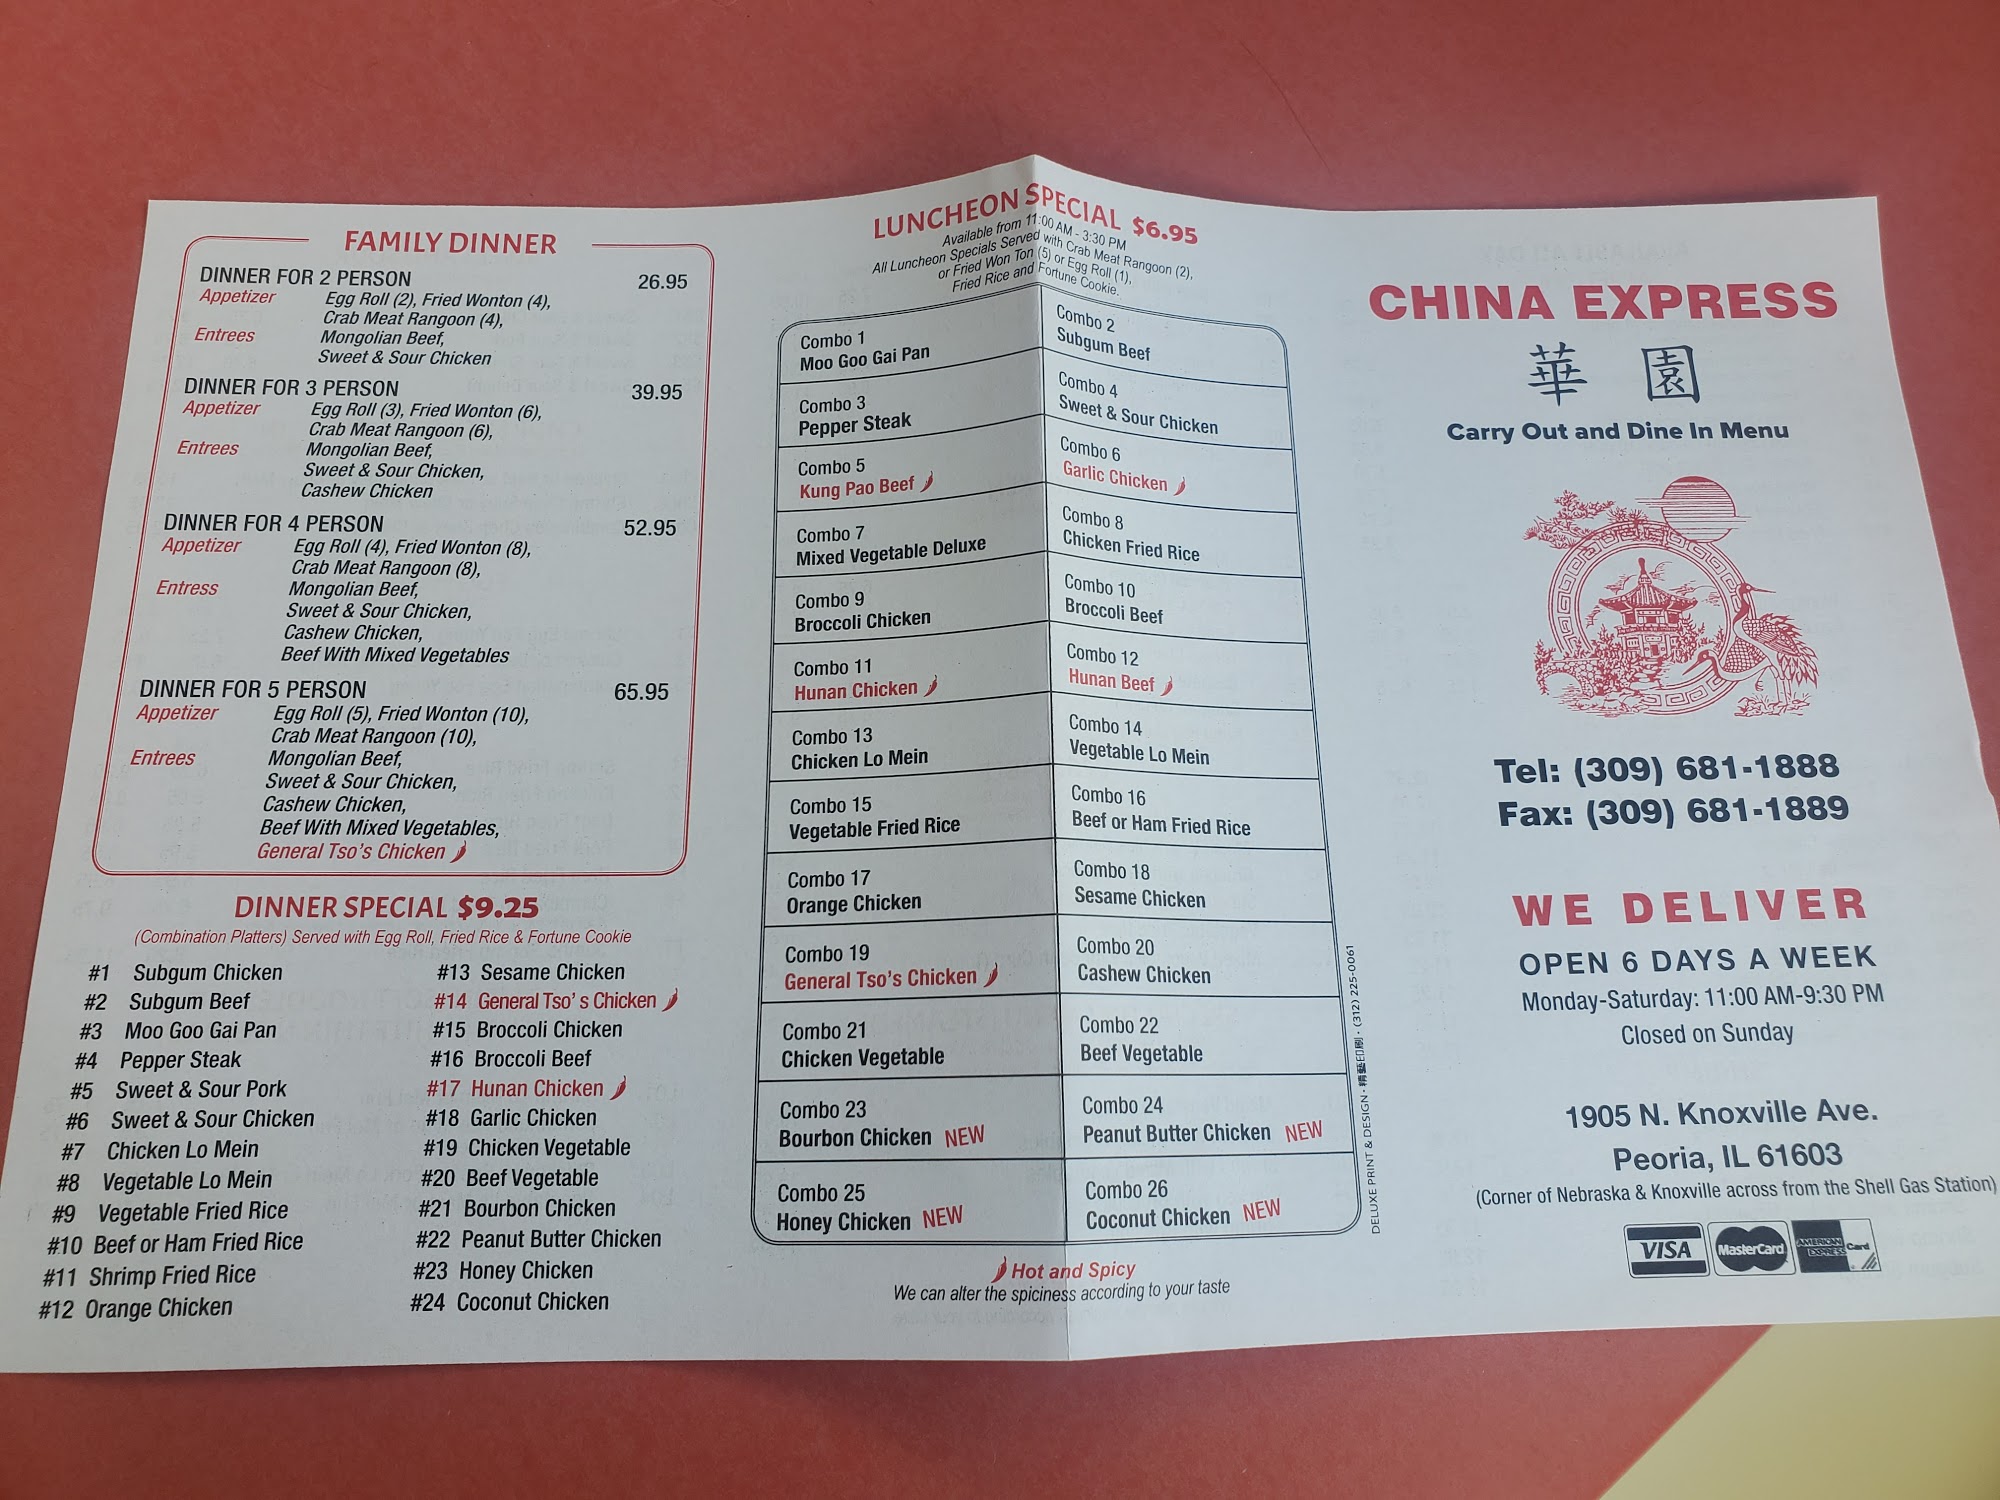 FAMILY DINNER
DINNER FOR 2 PERSON 26.95
Appetizer Egg Roll (2), Fried Wonton (4),
Crab Meat Rangoon (4),
Entrees Mongolian Beef,
Sweet & Sour Chicken
DINNER FOR 3 PERSON 39.95
Appetizer Egg Roll (3), Fried Wonton (6),
Crab Meat Rangoon (6),
Entrees Mongolian Beef,
Sweet & Sour Chicken,
Cashew Chicken
DINNER FOR 4 PERSON 52.95
Appetizer Egg Roll (4), Fried Wonton (8),
Crab Meat Rangoon (8),
Entress Mongolian Beef,
Sweet & Sour Chicken,
Cashew Chicken,
Beef With Mixed Vegetables
DINNER FOR 5 PERSON 65.95
Appetizer Egg Roll (5), Fried Wonton (10),
Crab Meat Rangoon (10),
Entrees Mongolian Beef,
Sweet & Sour Chicken,
Cashew Chicken,
Beef With Mixed Vegetables,
General Tso's Chicken
DINNER SPECIAL $9.25
(Combination Platters) Served with Egg Roll, Fried Rice & Fortune Cookie
#1 Subgum Chicken
#2 Subgum Beef
#3 Moo Goo Gai Pan
#4 Pepper Steak
#5 Sweet & Sour Pork
#6 Sweet & Sour Chicken
#7 Chicken Lo Mein
#8 Vegetable Lo Mein
#9 Vegetable Fried Rice
#10 Beef or Ham Fried Rice
#11 Shrimp Fried Rice
#12 Orange Chicken
#13 Sesame Chicken
#14 General Tso's Chicken
#15 Broccoli Chicken
#16 Broccoli Beef
#17 Hunan Chicken
#18 Garlic Chicken
#19 Chicken Vegetable
#20 Beef Vegetable
#21 Bourbon Chicken
#22 Peanut Butter Chicken
#23 Honey Chicken
#24 Coconut Chicken
LUNCHEON SPECIAL $6.95
Available from 11:00 AM - 3:30 PM
All Luncheon Specials Served with Crab Meat Rangoon (2),
or Fried Won Ton (5) or Egg Roll (1),
Fried Rice and Fortune Cookie.
Combo 1
Moo Goo Gai Pan
Combo 2
Subgum Beef
Combo 3
Pepper Steak
Combo 4
Sweet & Sour Chicken
Combo 5
Kung Pao Beef
Combo 6
Garlic Chicken
Combo 7
Mixed Vegetable Deluxe
Combo 8
Chicken Fried Rice
Combo 9
Broccoli Chicken
Combo 10
Broccoli Beef
Combo 11
Hunan Chicken
Combo 12
Hunan Beef
Combo 13
Chicken Lo Mein
Combo 14
Vegetable Lo Mein
Combo 15
Vegetable Fried Rice
Combo 16
Beef or Ham Fried Rice
Combo 17
Orange Chicken
Combo 18
Sesame Chicken
Combo 19
General Tso's Chicken
Combo 20
Cashew Chicken
Combo 21
Chicken Vegetable
Combo 22
Beef Vegetable
Combo 23
Bourbon Chicken NEW
Combo 24
Peanut Butter Chicken NEW
Combo 25
Honey Chicken NEW
Combo 26
Coconut Chicken NEW
Hot and Spicy
We can alter the spiciness according to your taste
DELUXE PRINT & DESIGN • 精藝印刷 • (312) 225-0061
CHINA EXPRESS
華 園
Carry Out and Dine In Menu
Tel: (309) 681-1888
Fax: (309) 681-1889
WE DELIVER
OPEN 6 DAYS A WEEK
Monday-Saturday: 11:00 AM-9:30 PM
Closed on Sunday
1905 N. Knoxville Ave.
Peoria, IL 61603
(Corner of Nebraska & Knoxville across from the Shell Gas Station)
VISA MasterCard AMERICAN EXPRESS Card